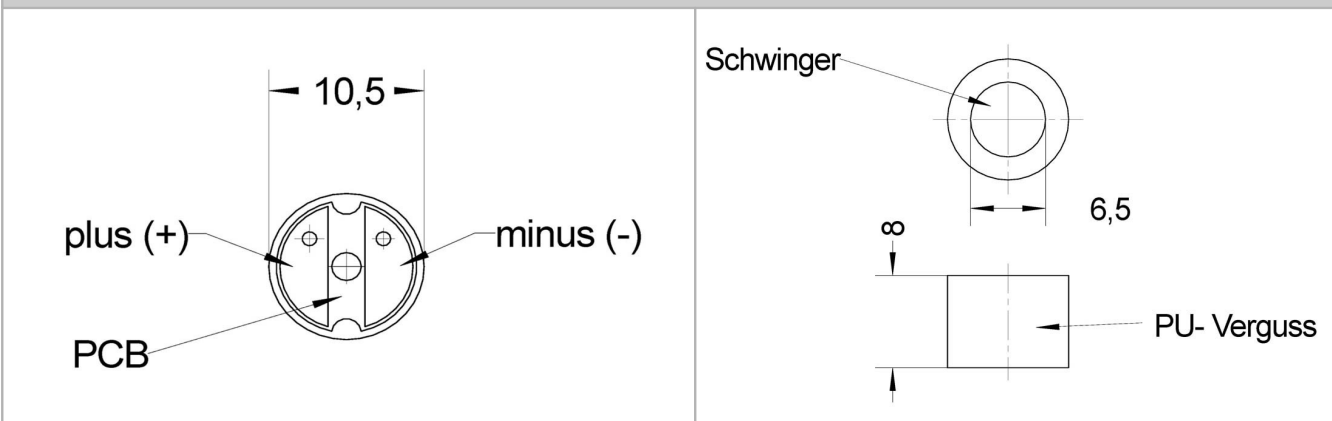 10,5
plus (+)
minus (-)
PCB
Schwinger
6,5
8
PU- Verguss